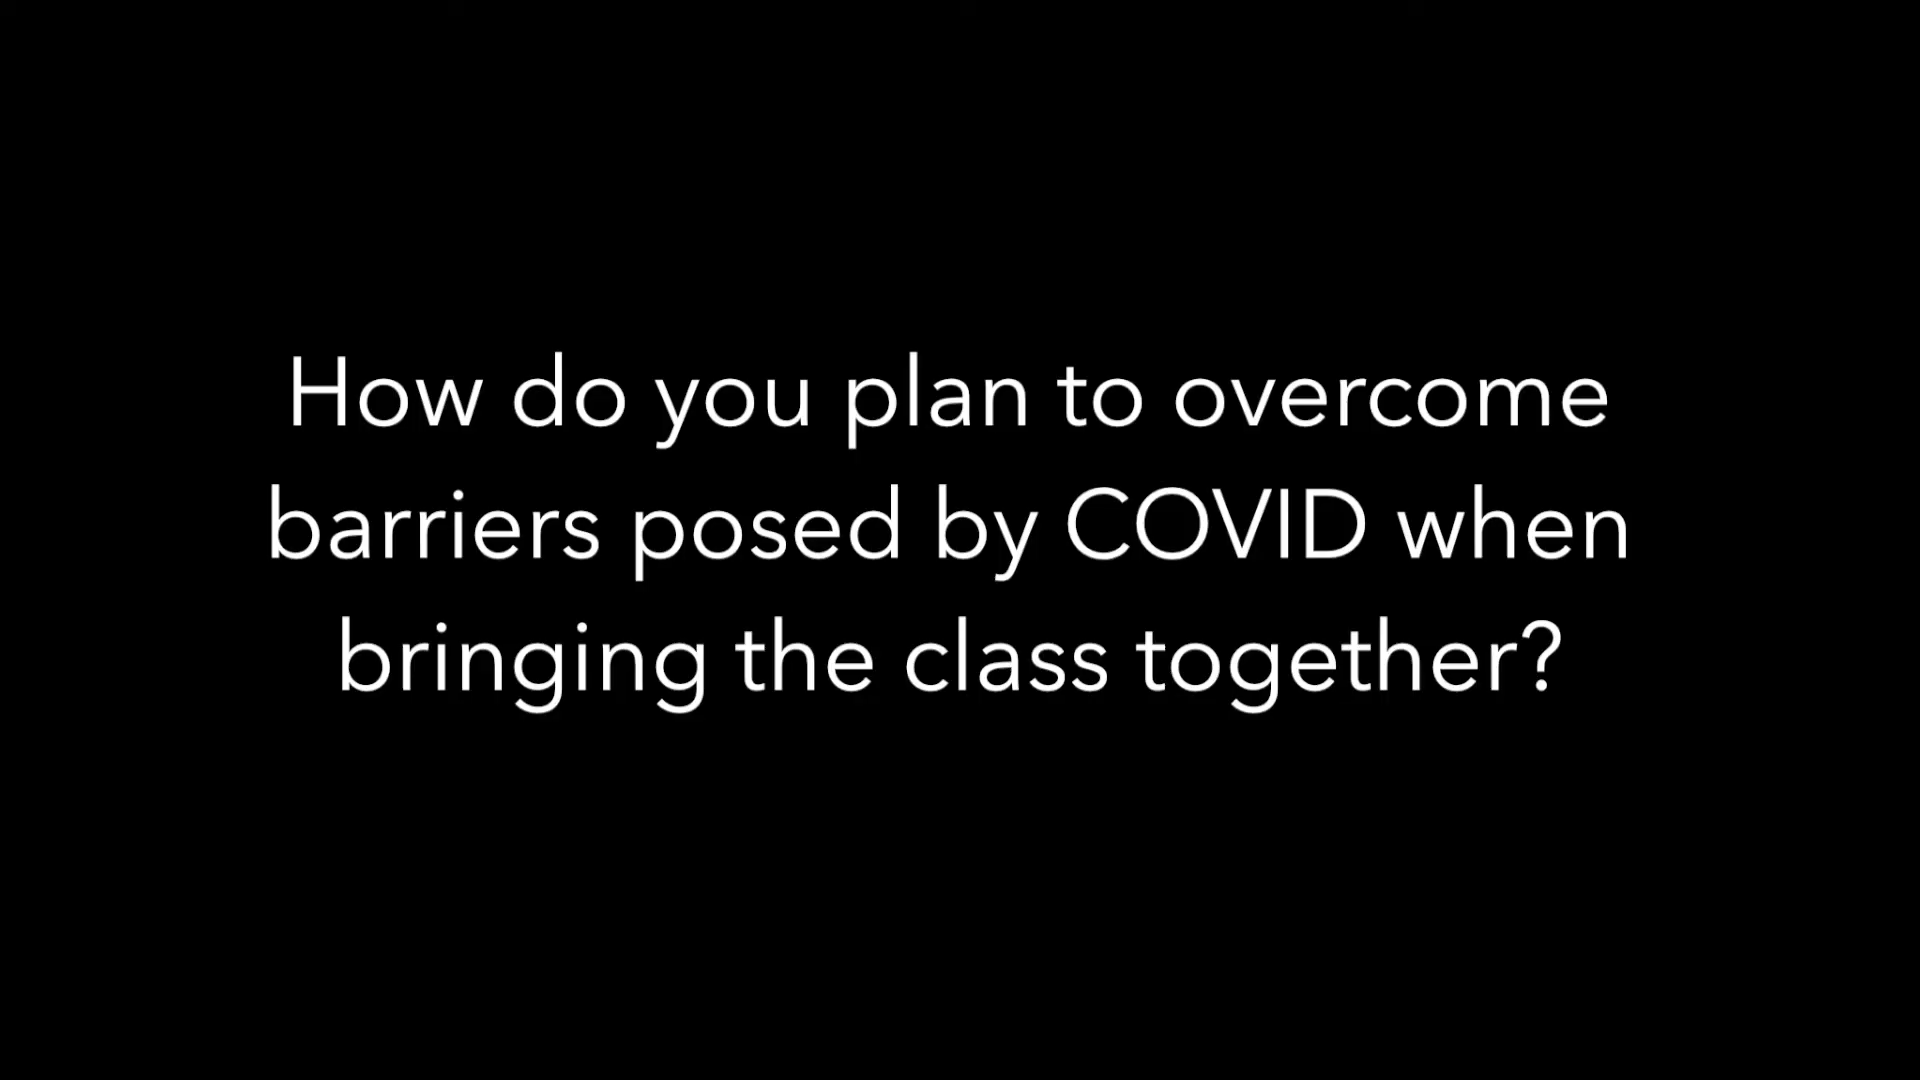 How do you plan to overcome
barriers posed by COVID when
bringing the class together?